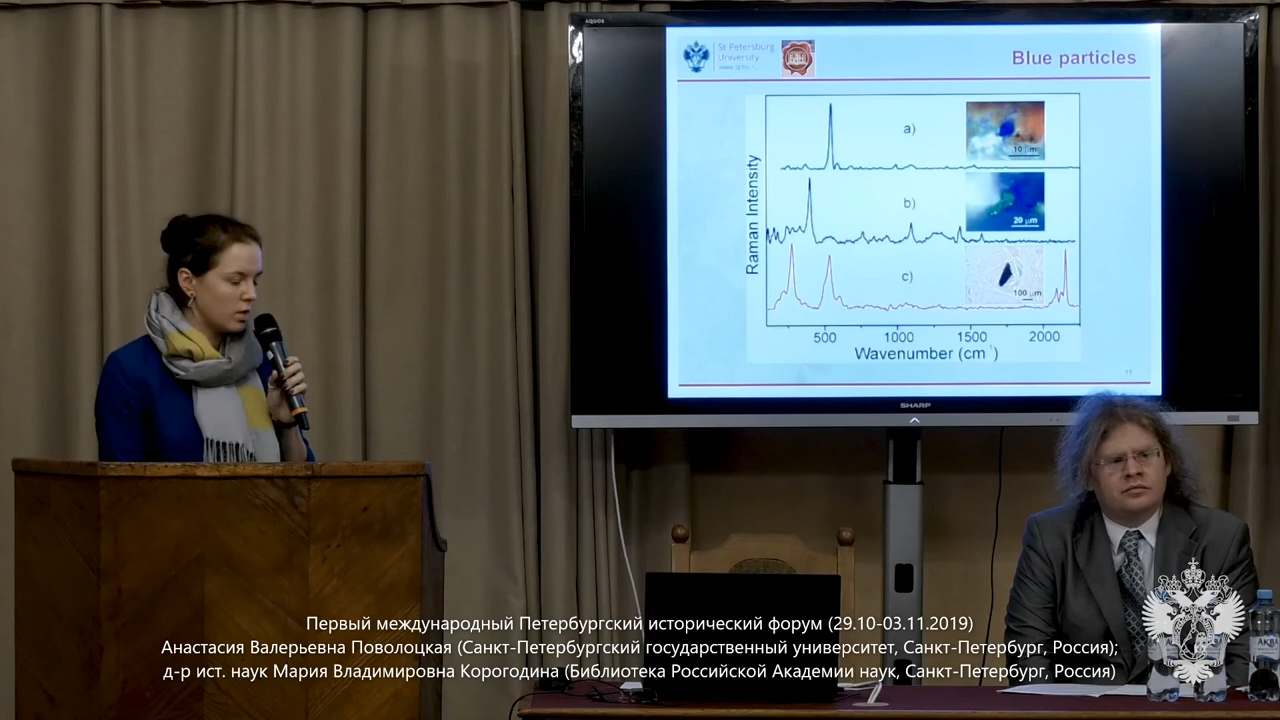 AQUOS
St Petersburg
University
Blue particles
a)
10 μm
b)
20 μm
c)
100 μm
Raman Intensity
500 1000 1500 2000
Wavenumber (cm⁻¹)
11
SHARP
Первый международный Петербургский исторический форум (29.10-03.11.2019)
Анастасия Валерьевна Поволоцкая (Санкт-Петербургский государственный университет, Санкт-Петербург, Россия);
д-р ист. наук Мария Владимировна Корогодина (Библиотека Российской Академии наук, Санкт-Петербург, Россия)